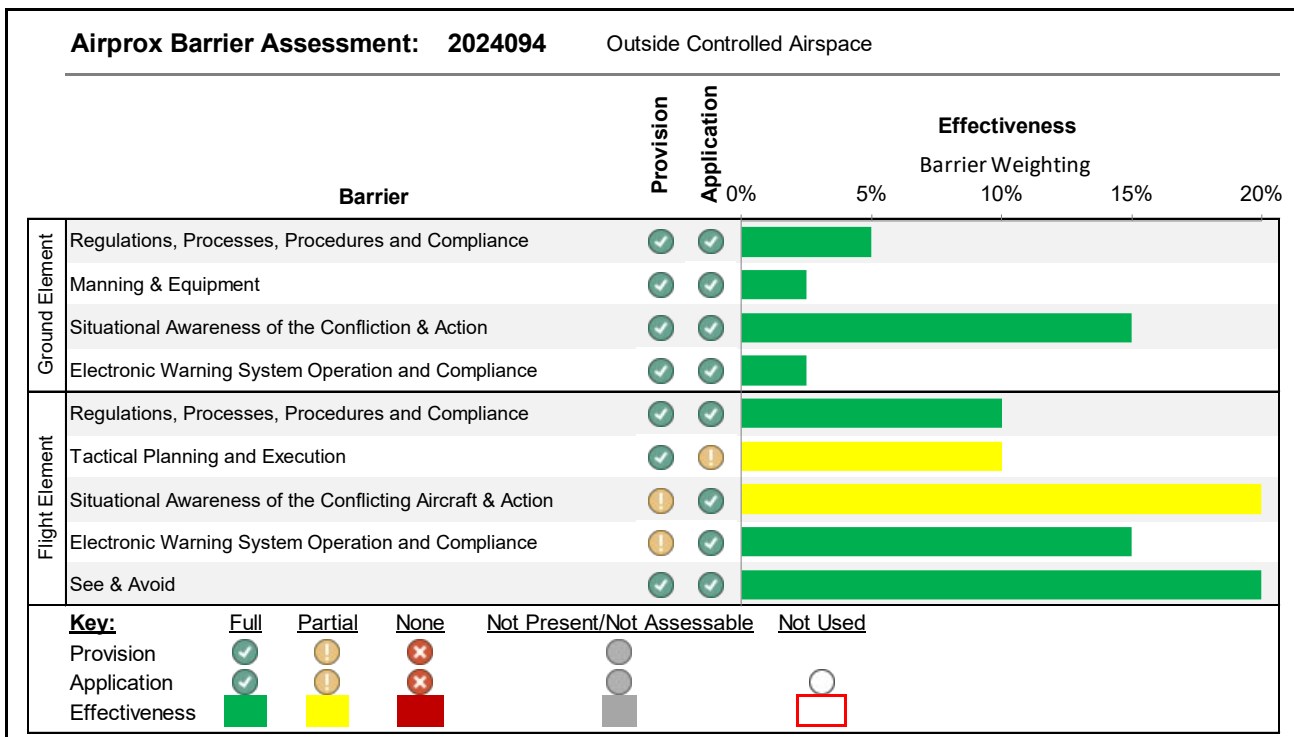 Airprox Barrier Assessment: 2024094 Outside Controlled Airspace
Barrier Provision Application Effectiveness
Barrier Weighting
0% 5% 10% 15% 20%
Ground Element
Regulations, Processes, Procedures and Compliance
Manning & Equipment
Situational Awareness of the Confliction & Action
Electronic Warning System Operation and Compliance
Flight Element
Regulations, Processes, Procedures and Compliance
Tactical Planning and Execution
Situational Awareness of the Conflicting Aircraft & Action
Electronic Warning System Operation and Compliance
See & Avoid
Key: Full Partial None Not Present/Not Assessable Not Used
Provision
Application
Effectiveness